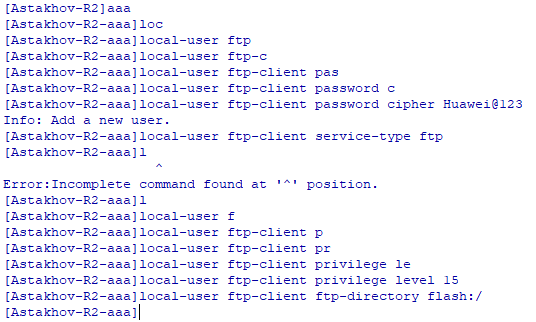 [Astakhov-R2]aaa
[Astakhov-R2-aaa]loc
[Astakhov-R2-aaa]local-user ftp
[Astakhov-R2-aaa]local-user ftp-c
[Astakhov-R2-aaa]local-user ftp-client pas
[Astakhov-R2-aaa]local-user ftp-client password c
[Astakhov-R2-aaa]local-user ftp-client password cipher Huawei@123
Info: Add a new user.
[Astakhov-R2-aaa]local-user ftp-client service-type ftp
[Astakhov-R2-aaa]l
^
Error:Incomplete command found at '^' position.
[Astakhov-R2-aaa]l
[Astakhov-R2-aaa]local-user f
[Astakhov-R2-aaa]local-user ftp-client p
[Astakhov-R2-aaa]local-user ftp-client pr
[Astakhov-R2-aaa]local-user ftp-client privilege le
[Astakhov-R2-aaa]local-user ftp-client privilege level 15
[Astakhov-R2-aaa]local-user ftp-client ftp-directory flash:/
[Astakhov-R2-aaa]